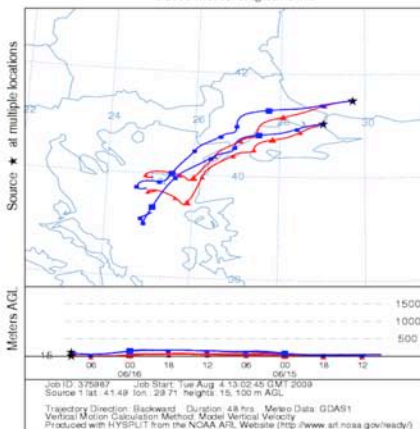 Source ★ at multiple locations
42
22
24
26
30
40
Meters AGL
1500
1000
500
15
06 00 18 12 06 00 18 12
06/16 06/15
Job ID: 375987 Job Start: Tue Aug 4 13:02:45 GMT 2009
Source 1 lat.: 41.49 lon.: 29.71 heights: 15, 100 m AGL
Trajectory Direction: Backward Duration: 48 hrs Meteo Data: GDAS1
Vertical Motion Calculation Method: Model Vertical Velocity
Produced with HYSPLIT from the NOAA ARL Website (http://www.arl.noaa.gov/ready/)